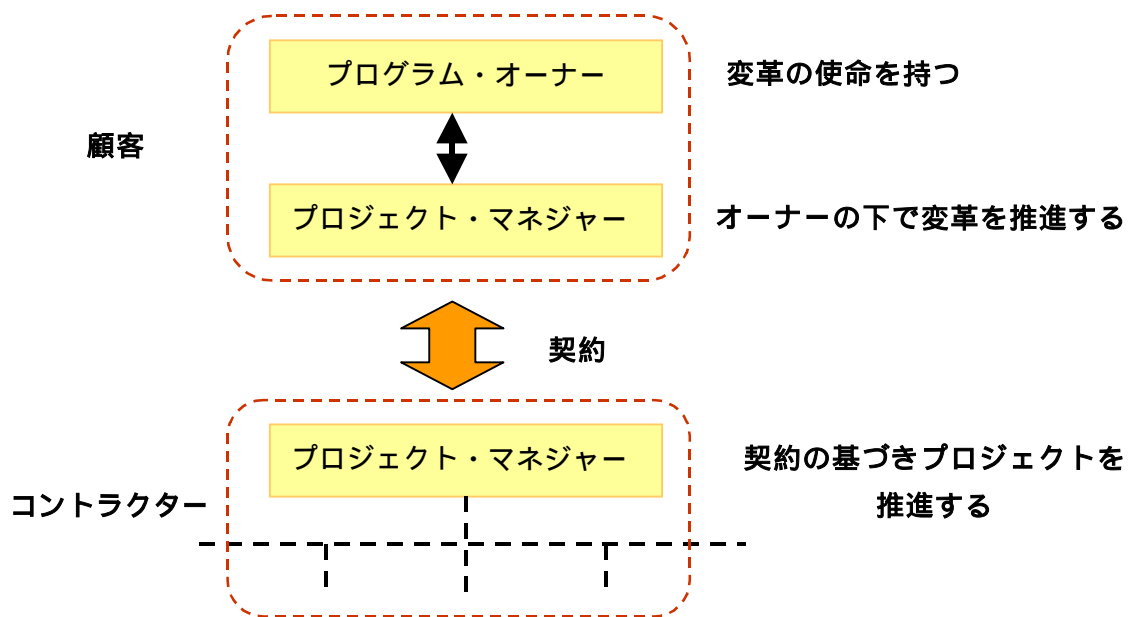 プログラム・オーナー
変革の使命を持つ
顧客
プロジェクト・マネジャー
オーナーの下で変革を推進する
契約
プロジェクト・マネジャー
契約の基づきプロジェクトを
推進する
コントラクター